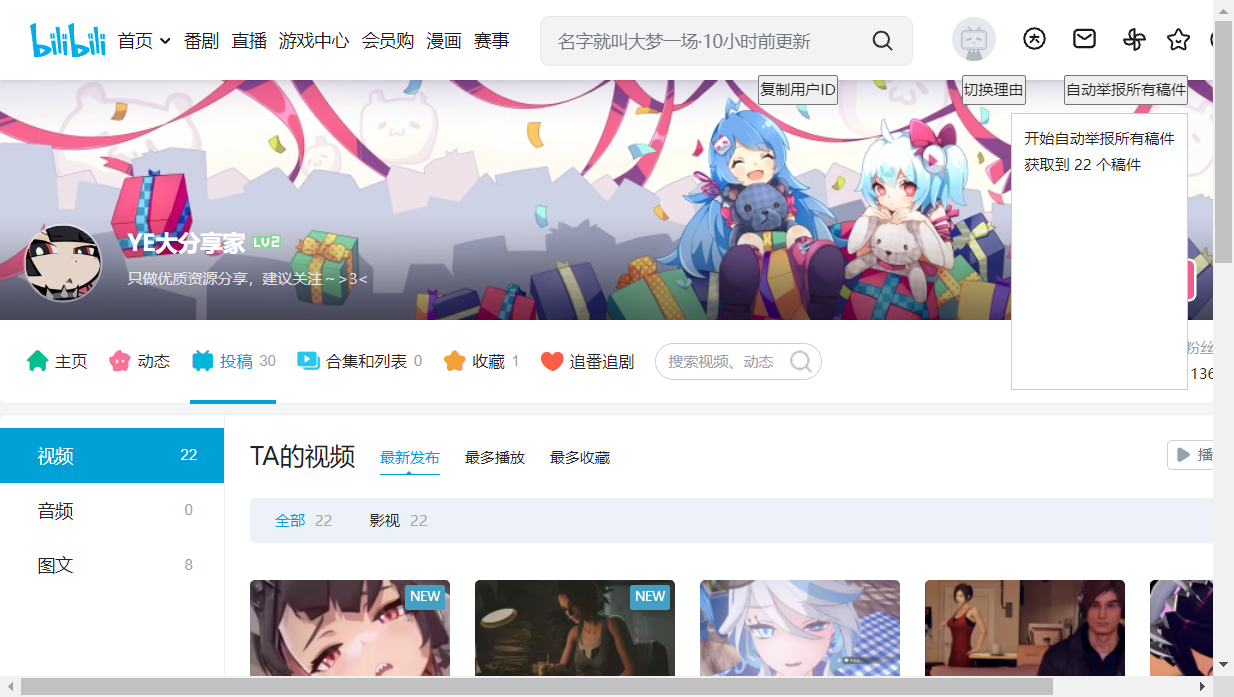 bilibili 首页 番剧 直播 游戏中心 会员购 漫画 赛事 名字就叫大梦一场·10小时前更新
复制用户ID 切换理由 自动举报所有稿件
开始自动举报所有稿件
获取到 22 个稿件
YE大分享家 LV2
只做优质资源分享，建议关注～>3<
主页 动态 投稿 30 合集和列表 0 收藏 1 追番追剧 搜索视频、动态 粉丝
136
视频 22
音频 0
图文 8
TA的视频 最新发布 最多播放 最多收藏 播
全部 22 影视 22
NEW NEW